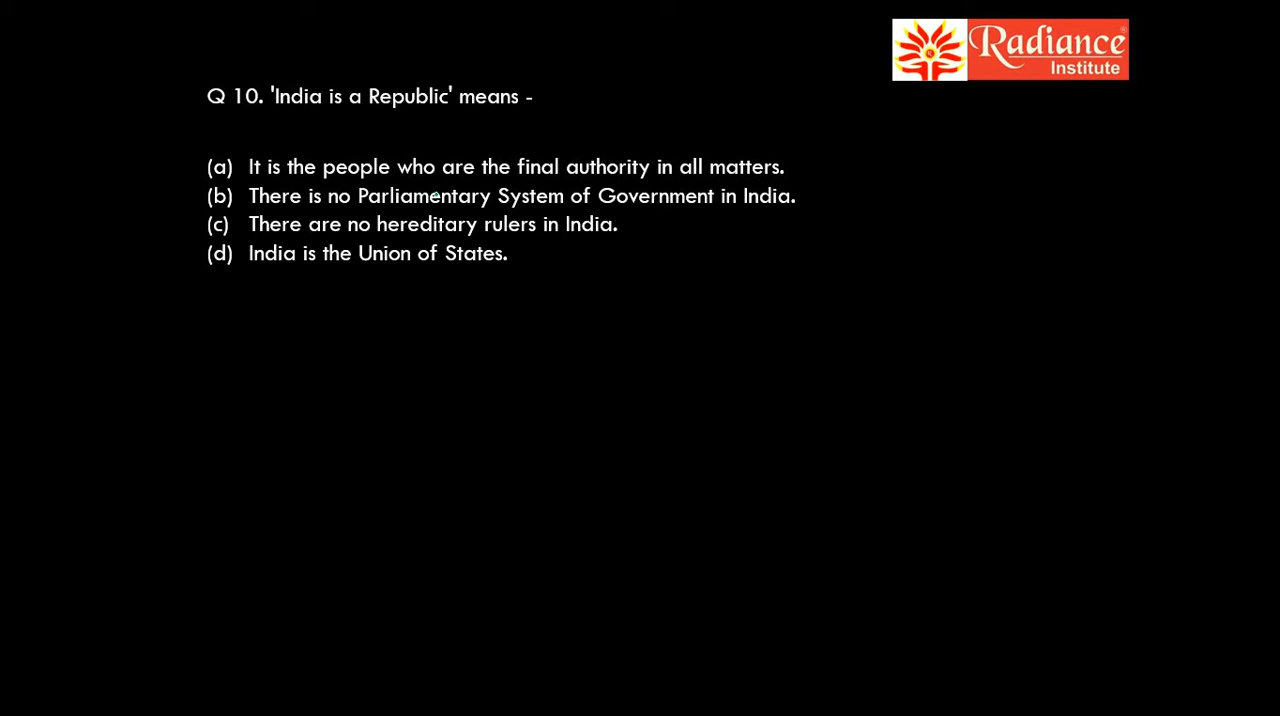 Radiance®
Institute
Q 10. 'India is a Republic' means -
(a) It is the people who are the final authority in all matters.
(b) There is no Parliamentary System of Government in India.
(c) There are no hereditary rulers in India.
(d) India is the Union of States.